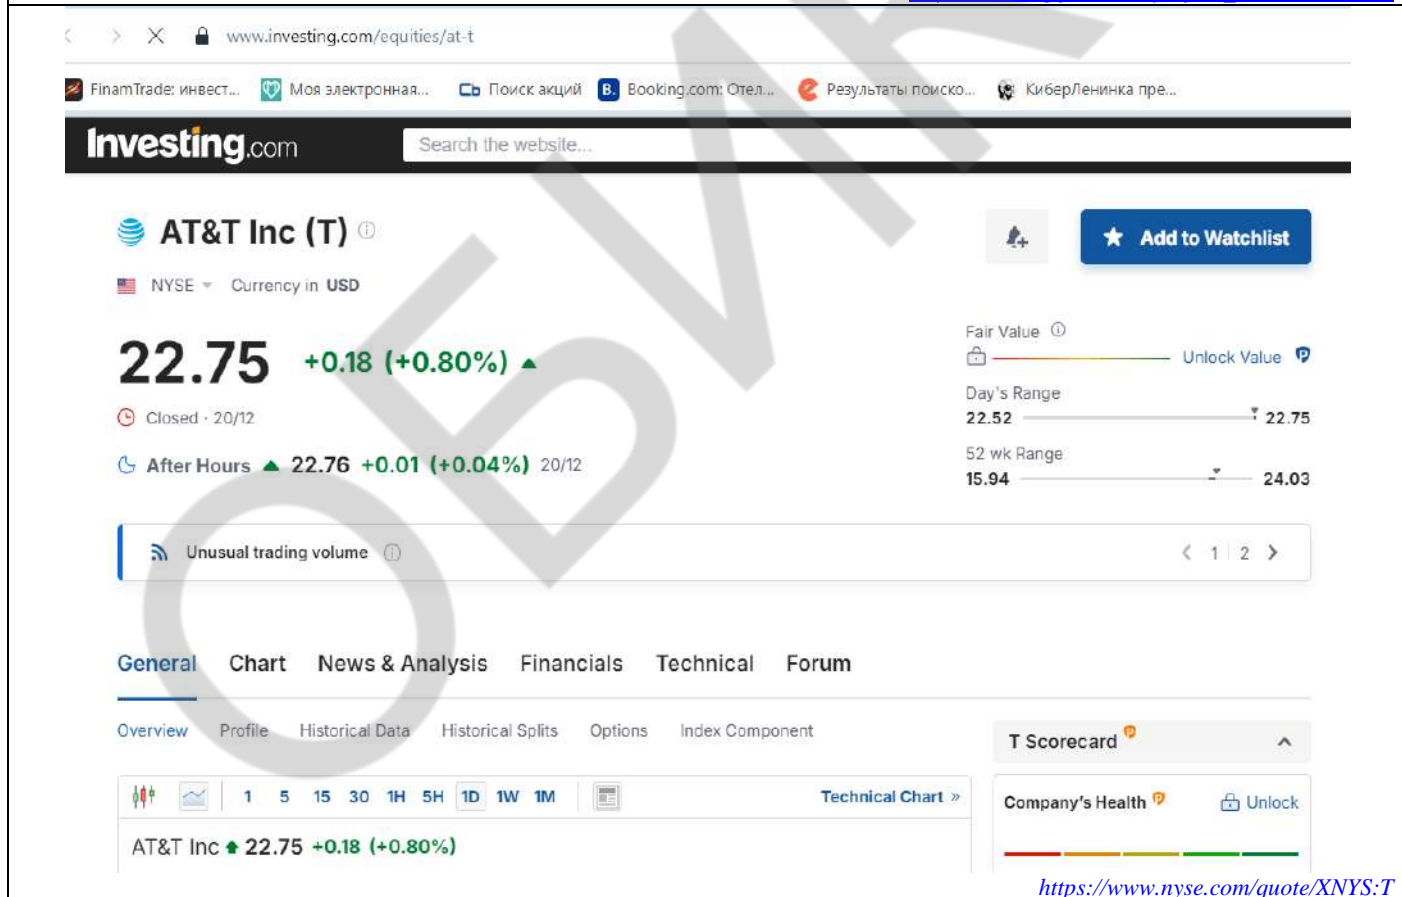 www.investing.com/equities/at-t
FinamTrade: инвест... Моя электронная... Сb Поиск акций B. Booking.com: Отел... Результаты поиско... КиберЛенинка пре...
Investing.com Search the website...
AT&T Inc (T)
Add to Watchlist
NYSE Currency in USD
22.75 +0.18 (+0.80%)
Closed · 20/12
After Hours 22.76 +0.01 (+0.04%) 20/12
Fair Value
Unlock Value
Day's Range
22.52 22.75
52 wk Range
15.94 24.03
Unusual trading volume
1 2
General Chart News & Analysis Financials Technical Forum
Overview Profile Historical Data Historical Splits Options Index Component
T Scorecard
1 5 15 30 1H 5H 1D 1W 1M Technical Chart »
Company's Health Unlock
AT&T Inc 22.75 +0.18 (+0.80%)
https://www.nyse.com/quote/XNYS:T